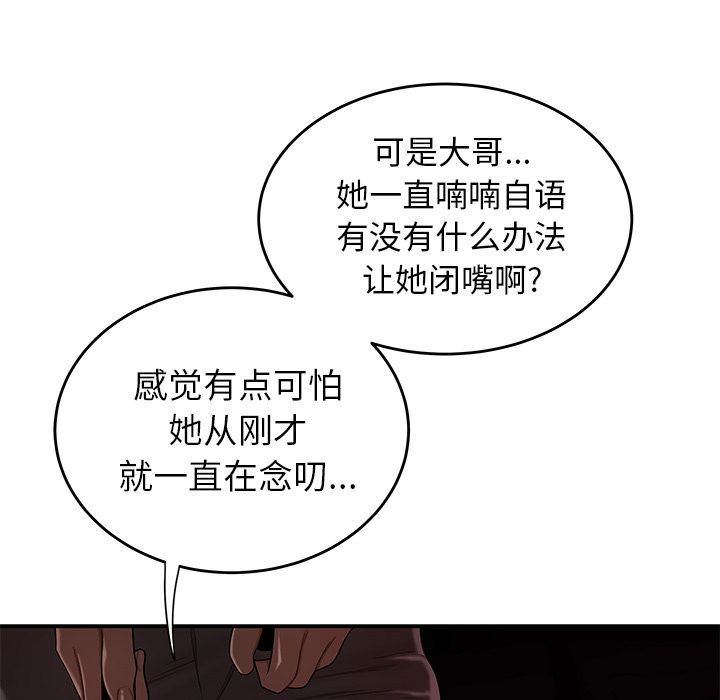 可是大哥...
她一直喃喃自语
有没有什么办法
让她闭嘴啊?
感觉有点可怕
她从刚才
就一直在念叨...